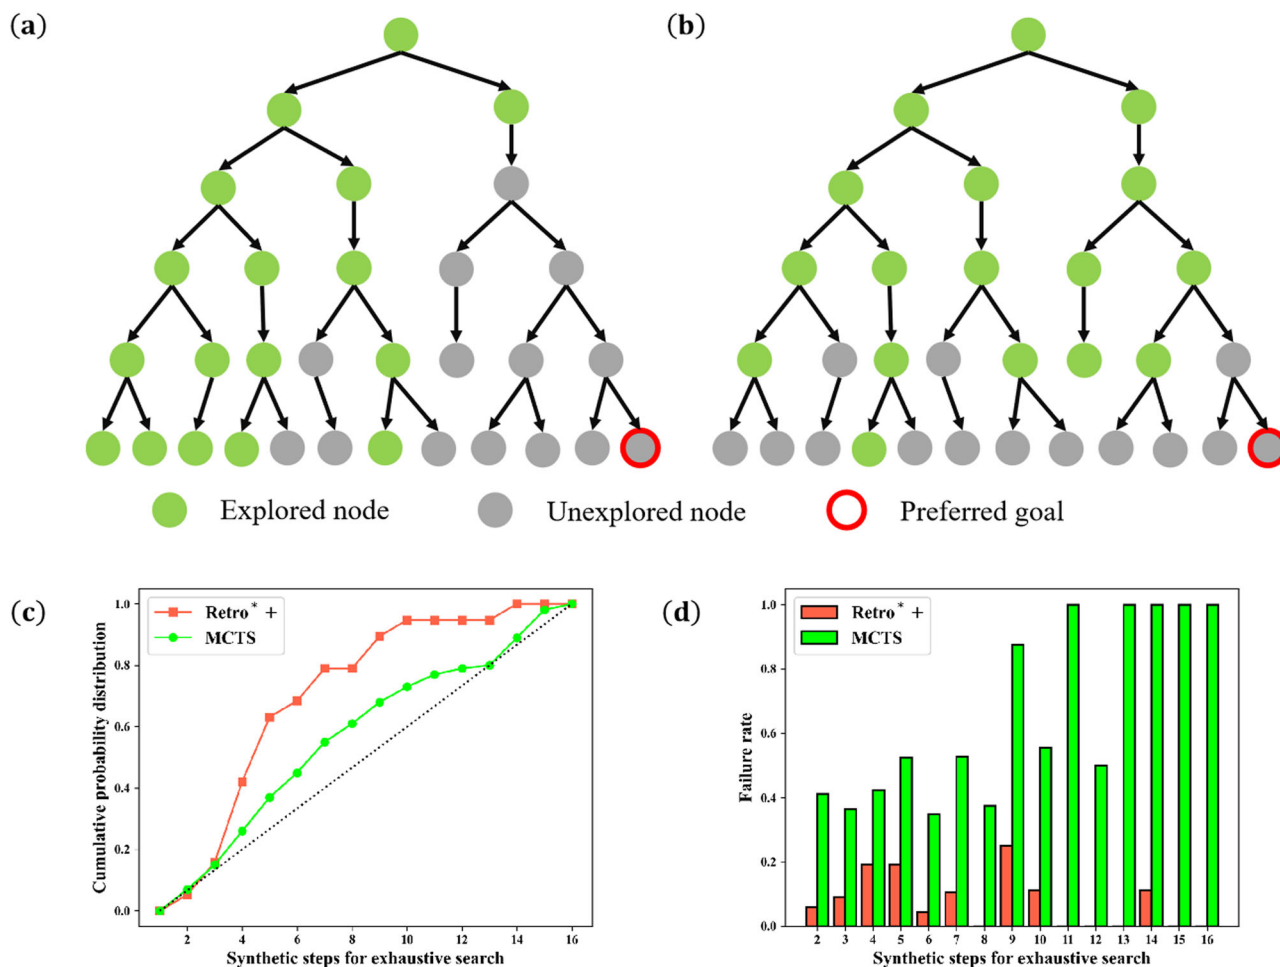 (a)
(b)
Explored node
Unexplored node
Preferred goal
(c)
Retro* +
MCTS
Cumulative probability distribution
1.0
0.8
0.6
0.4
0.2
0.0
2 4 6 8 10 12 14 16
Synthetic steps for exhaustive search
(d)
Retro* +
MCTS
Failure rate
1.0
0.8
0.6
0.4
0.2
0.0
2 3 4 5 6 7 8 9 10 11 12 13 14 15 16
Synthetic steps for exhaustive search